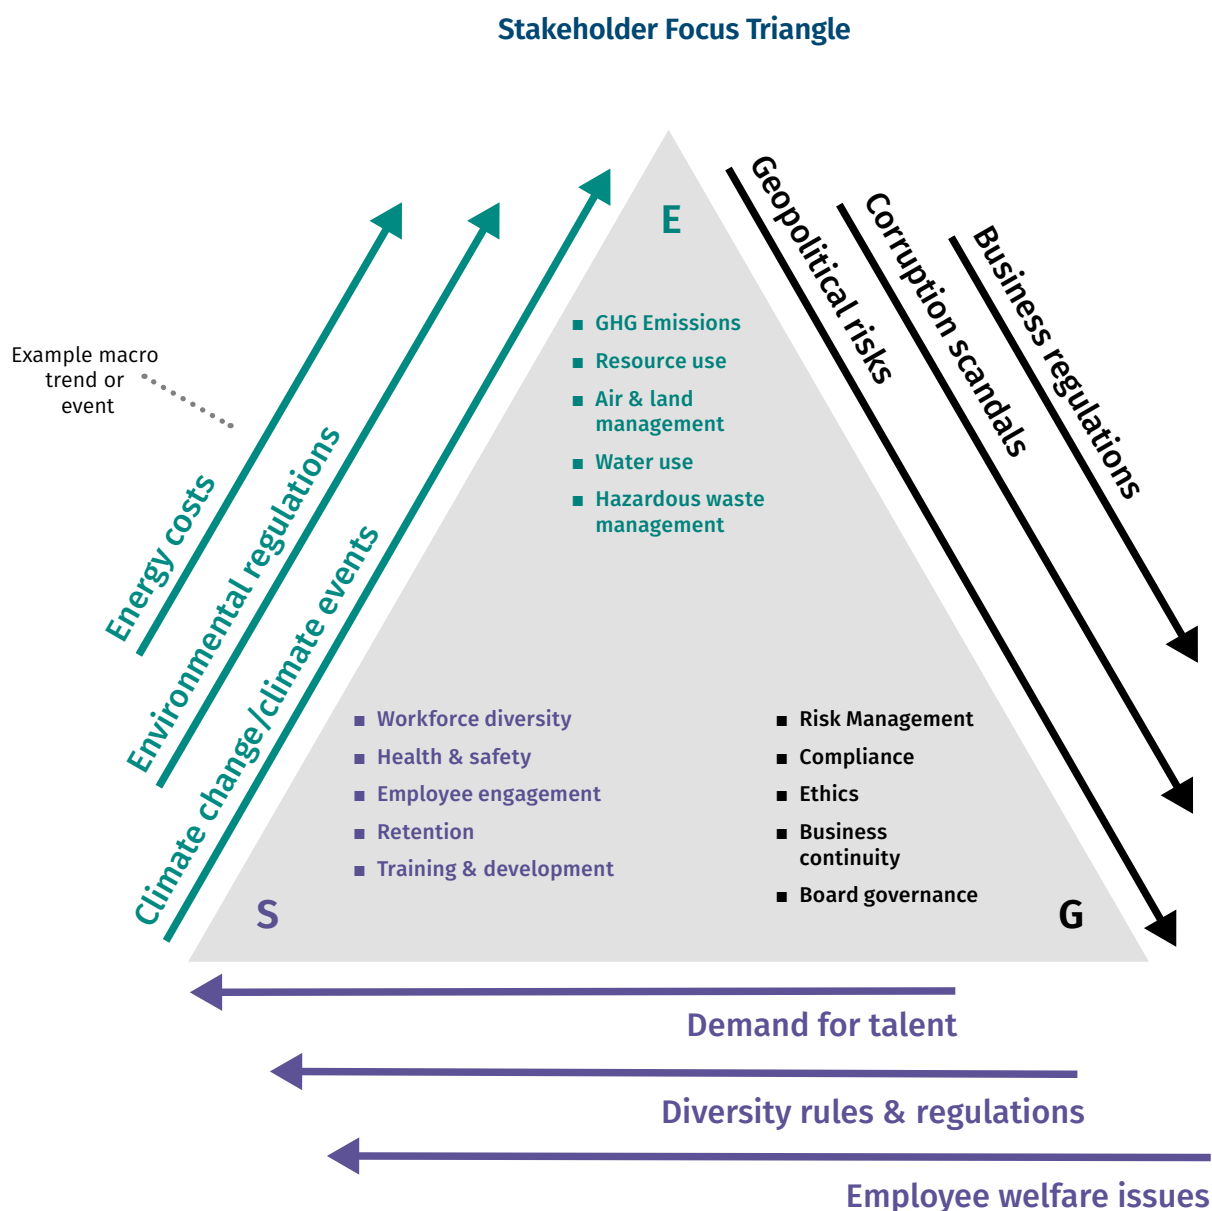 Stakeholder Focus Triangle
E
Geopolitical risks
Corruption scandals
Business regulations
■ GHG Emissions
■ Resource use
■ Air & land
management
■ Water use
■ Hazardous waste
management
Example macro
trend or
event
Energy costs
Environmental regulations
Climate change/climate events
■ Workforce diversity
■ Health & safety
■ Employee engagement
■ Retention
■ Training & development
S
■ Risk Management
■ Compliance
■ Ethics
■ Business
continuity
■ Board governance
G
Demand for talent
Diversity rules & regulations
Employee welfare issues